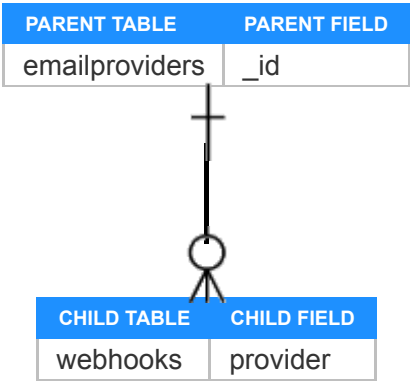 PARENT TABLE PARENT FIELD
emailproviders _id
CHILD TABLE CHILD FIELD
webhooks provider